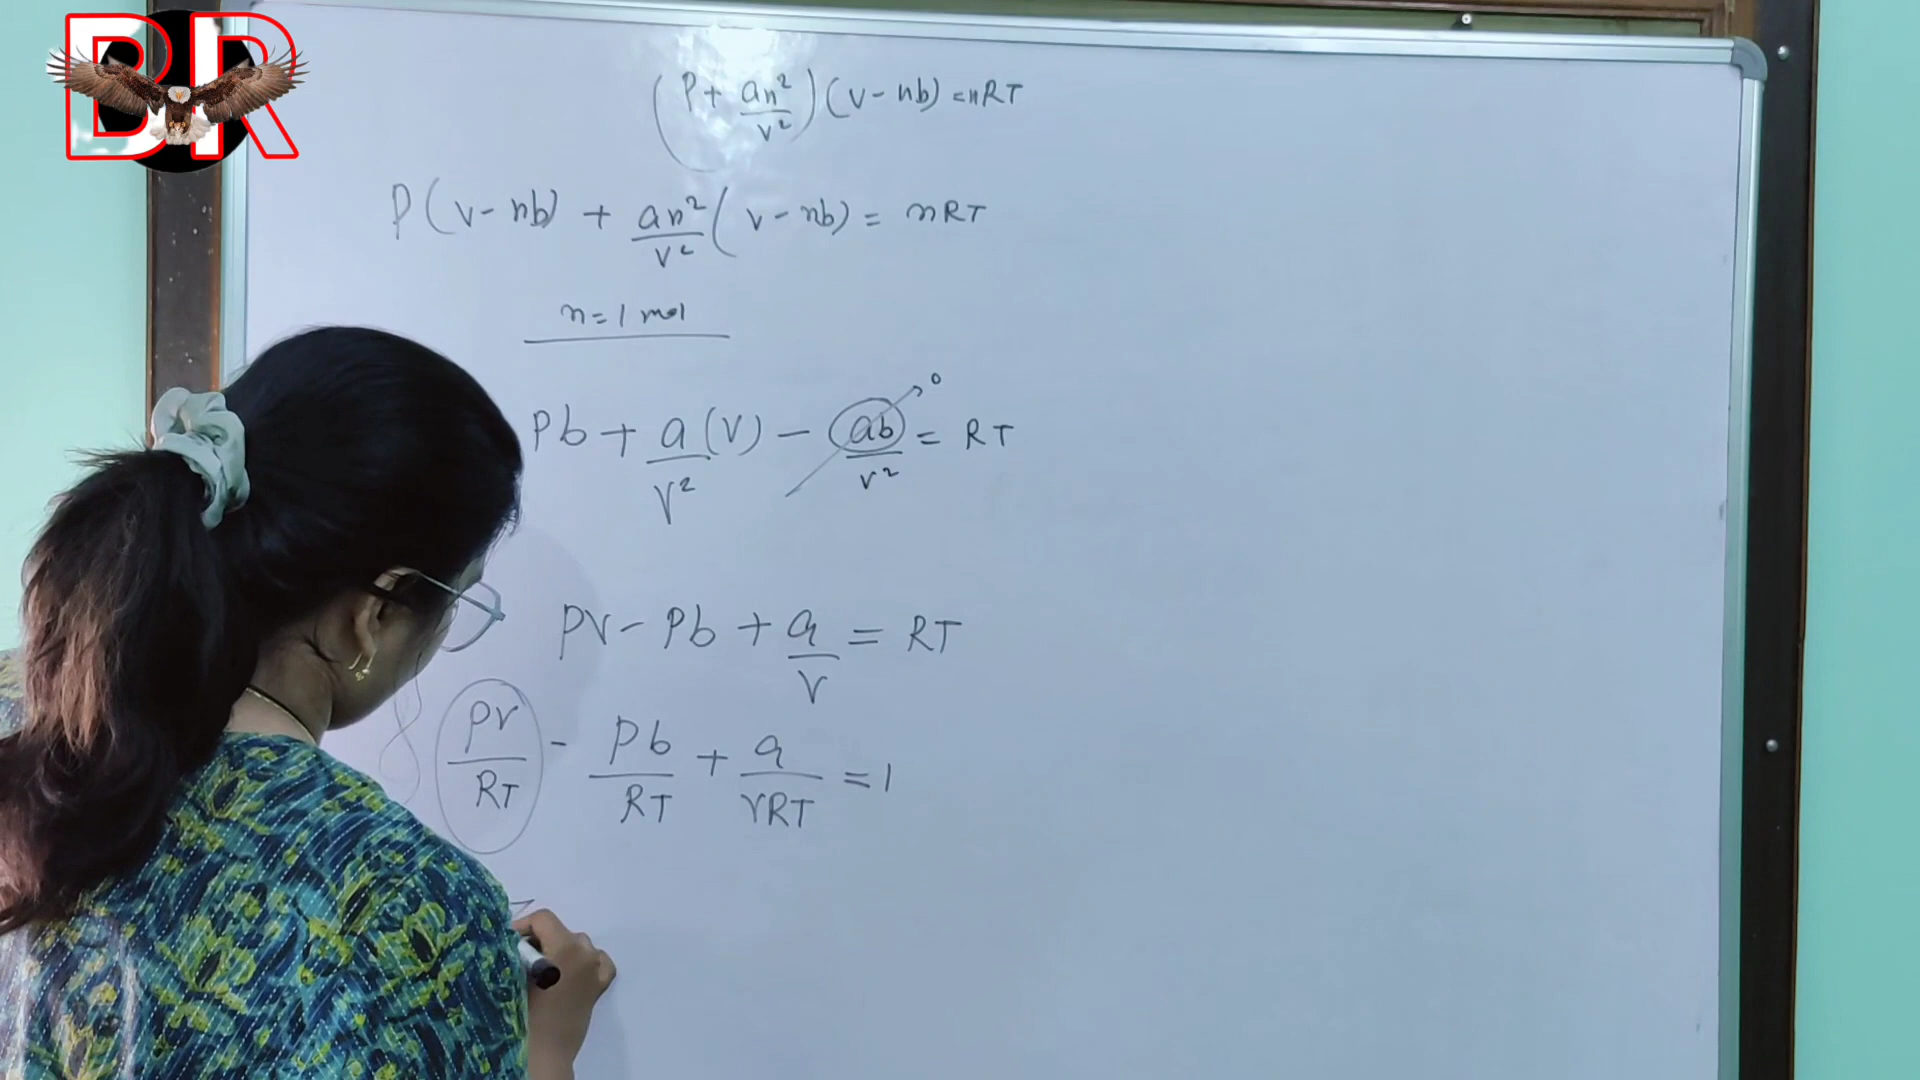 BR
(P + an²/v²) (v - nb) = nRT
P (v - nb) + an²/v² (v - nb) = nRT
n = 1 mol
Pb + a/v² (v) - ab/v² = RT
0
Pv - Pb + a/v = RT
Pv/RT - Pb/RT + a/vRT = 1